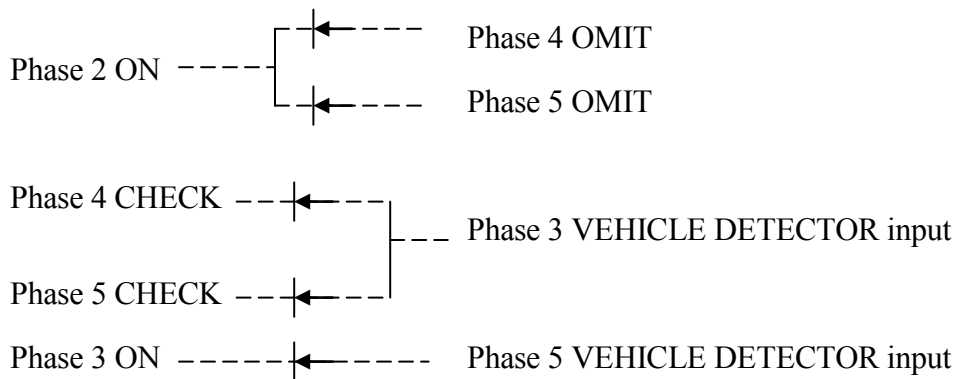 Phase 4 OMIT
Phase 2 ON
Phase 5 OMIT
Phase 4 CHECK
Phase 3 VEHICLE DETECTOR input
Phase 5 CHECK
Phase 3 ON
Phase 5 VEHICLE DETECTOR input